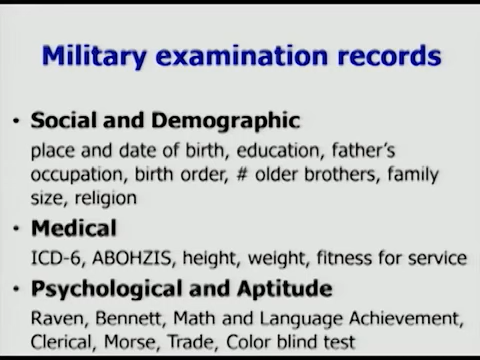 Military examination records
• Social and Demographic
place and date of birth, education, father's
occupation, birth order, # older brothers, family
size, religion
• Medical
ICD-6, ABOHZIS, height, weight, fitness for service
• Psychological and Aptitude
Raven, Bennett, Math and Language Achievement,
Clerical, Morse, Trade, Color blind test